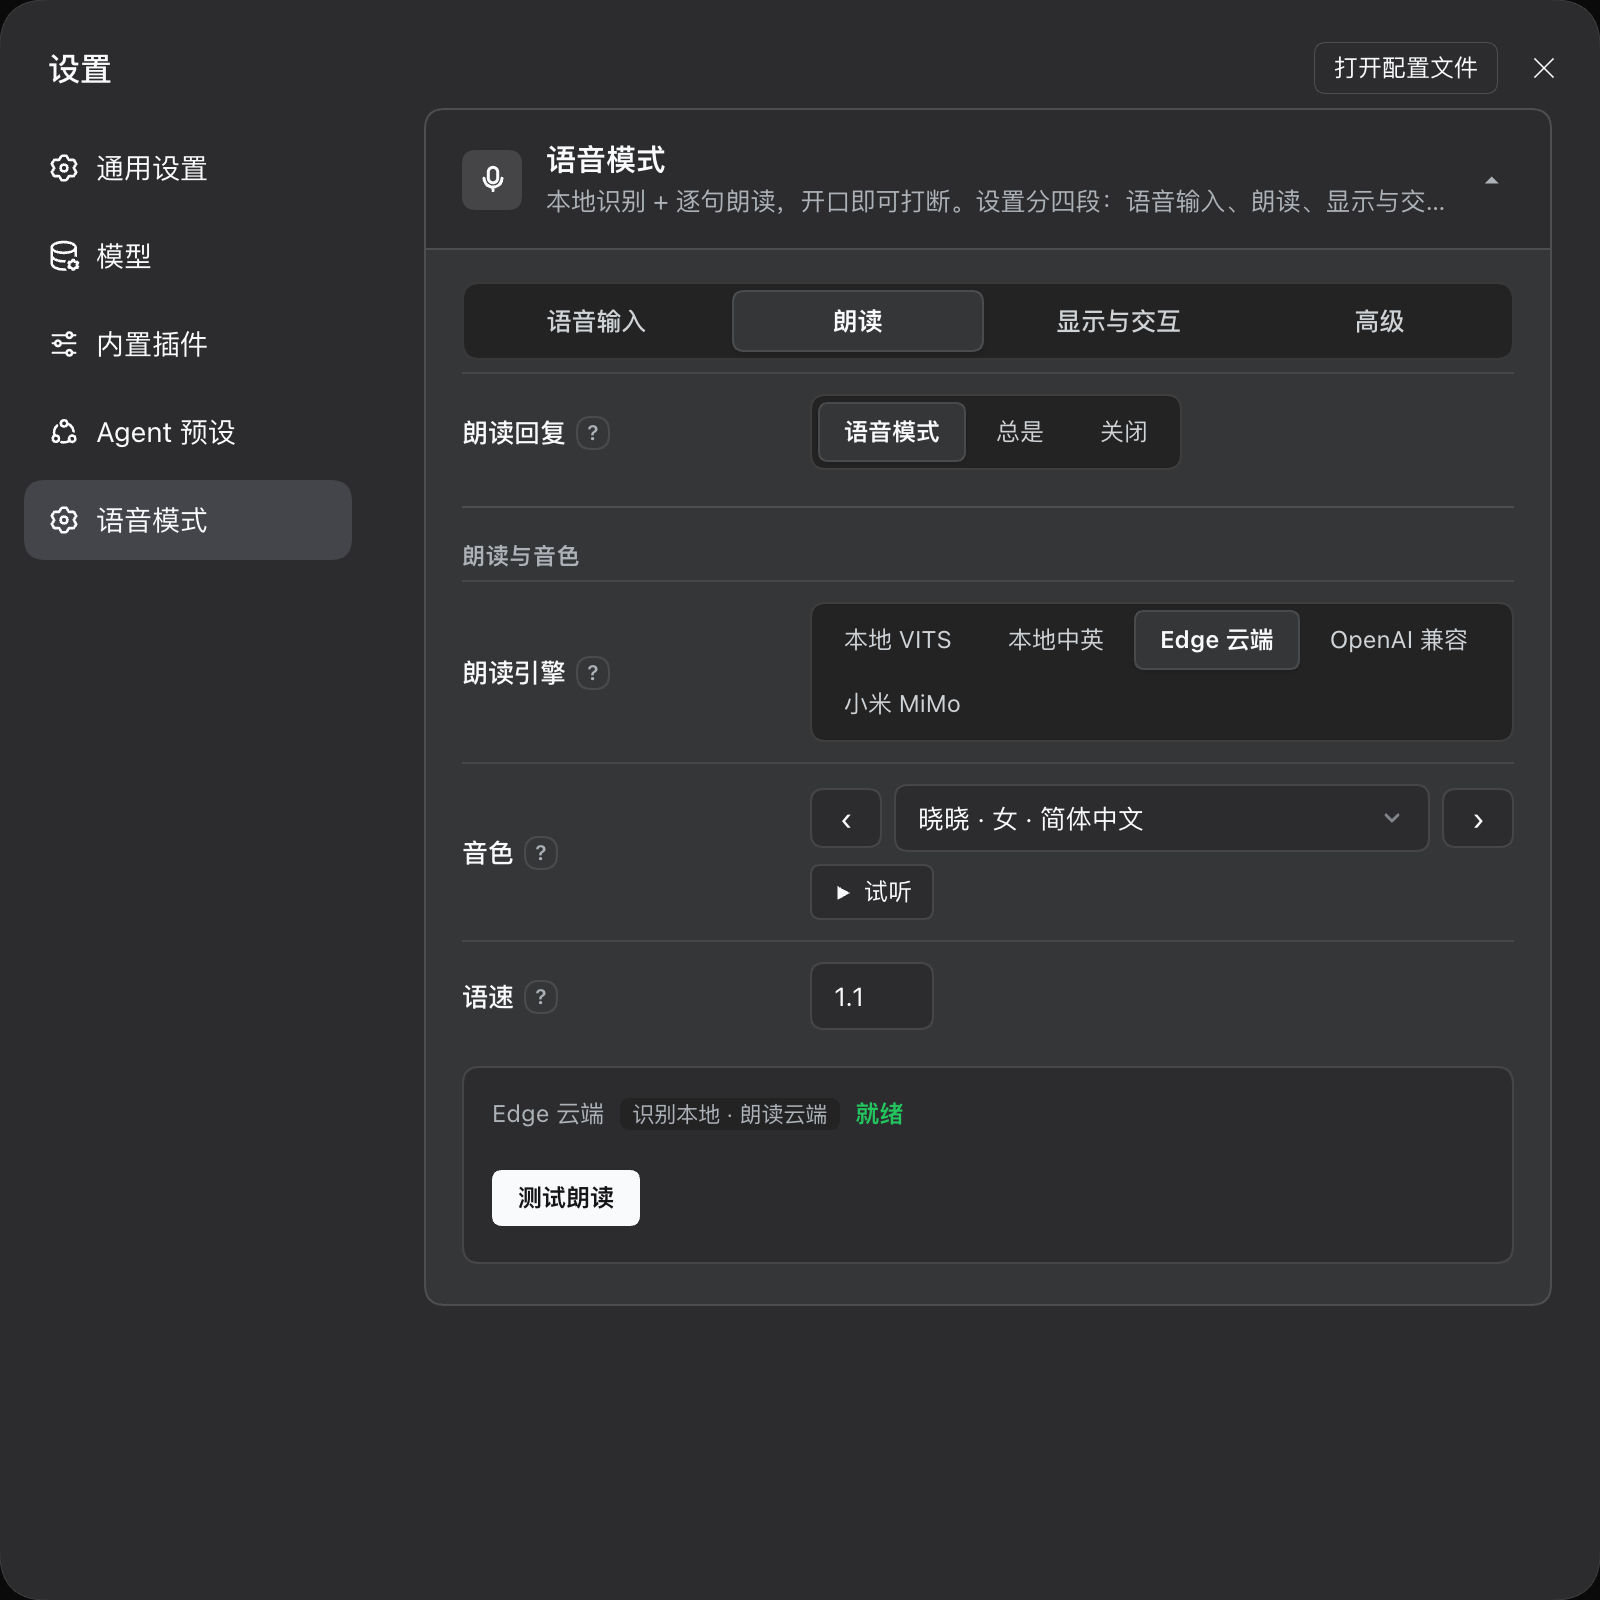 设置
打开配置文件
通用设置
模型
内置插件
Agent 预设
语音模式
语音模式
本地识别 + 逐句朗读，开口即可打断。设置分四段：语音输入、朗读、显示与交...
语音输入 朗读 显示与交互 高级
朗读回复 ? 语音模式 总是 关闭
朗读与音色
朗读引擎 ? 本地 VITS 本地中英 Edge 云端 OpenAI 兼容
小米 MiMo
音色 ? ‹ 晓晓 · 女 · 简体中文 ›
试听
语速 ? 1.1
Edge 云端 识别本地 · 朗读云端 就绪
测试朗读